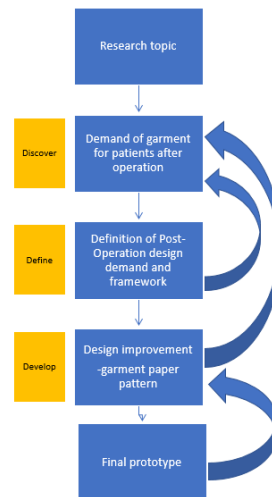 Research topic
Discover
Demand of garment
for patients after
operation
Define
Definition of Post-
Operation design
demand and
framework
Develop
Design improvement
-garment paper
pattern
Final prototype